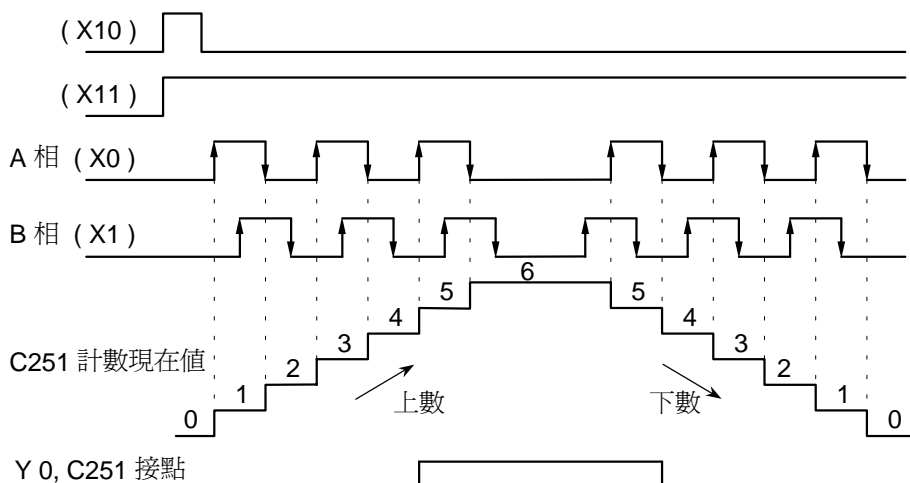 ( X10 )
( X11 )
A 相 ( X0 )
B 相 ( X1 )
6
5 5
4 4
3 3
C251 計數現在值
2 2
1 1
上數 下數
0 0
Y 0, C251 接點